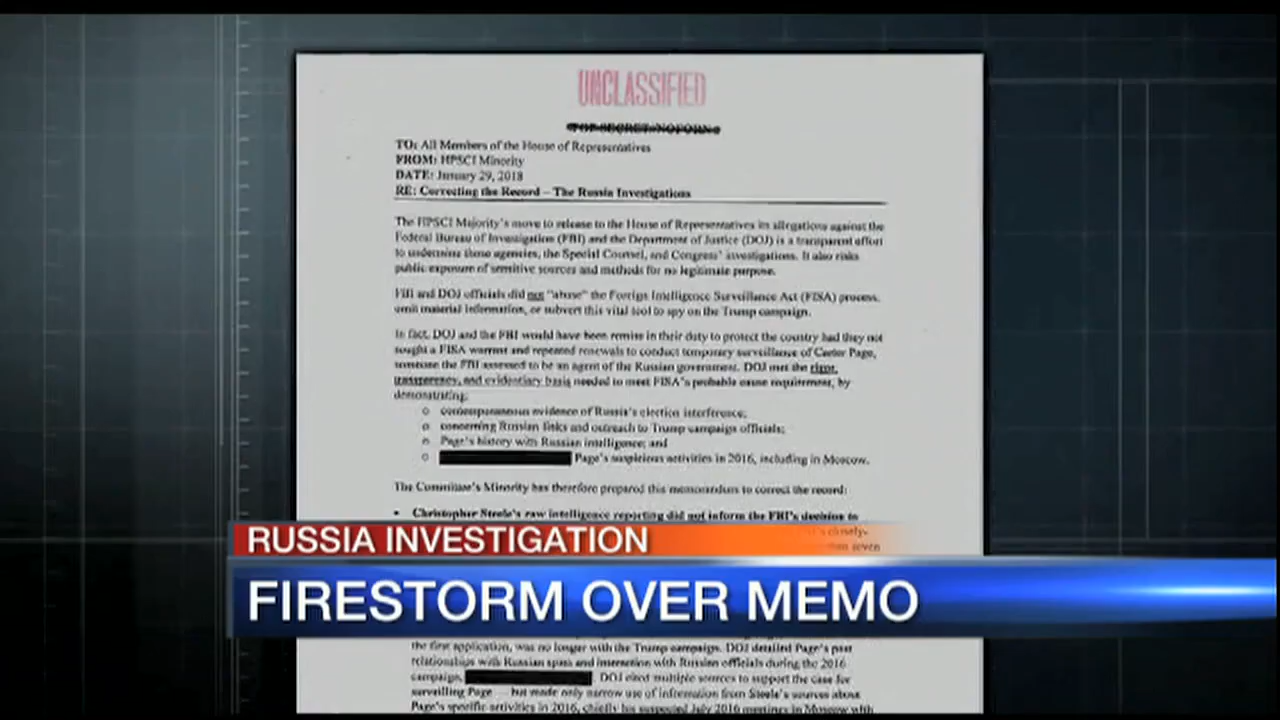 UNCLASSIFIED
TOP SECRET NOFORN
TO: All Members of the House of Representatives
FROM: HPSCI Minority
DATE: January 29, 2018
RE: Correcting the Record – The Russia Investigations
The HPSCI Majority's move to release to the House of Representatives its allegations against the
Federal Bureau of Investigation (FBI) and the Department of Justice (DOJ) is a transparent effort
to undermine those agencies, the Special Counsel, and Congress' investigations. It also risks
public exposure of sensitive sources and methods for no legitimate purpose.
FBI and DOJ officials did not "abuse" the Foreign Intelligence Surveillance Act (FISA) process,
omit material information, or subvert this vital tool to spy on the Trump campaign.
In fact, DOJ and the FBI would have been remiss in their duty to protect the country had they not
sought a FISA warrant and repeated renewals to conduct temporary surveillance of Carter Page,
someone the FBI assessed to be an agent of the Russian government. DOJ met the rigor,
transparency, and evidentiary basis needed to meet FISA's probable cause requirement, by
demonstrating:
o contemporaneous evidence of Russia's election interference;
o concerning Russian links and outreach to Trump campaign officials;
o Page's history with Russian intelligence; and
o Page's suspicious activities in 2016, including in Moscow.
The Committee's Minority has therefore prepared this memorandum to correct the record:
• Christopher Steele's raw intelligence reporting did not inform the FBI's decision to
closely-
seven
RUSSIA INVESTIGATION
FIRESTORM OVER MEMO
the first application, was no longer with the Trump campaign. DOJ detailed Page's past
relationships with Russian spies and interaction with Russian officials during the 2016
campaign, . DOJ cited multiple sources to support the case for
surveilling Page — but made only narrow use of information from Steele's sources about
Page's specific activities in 2016, chiefly his suspected July 2016 meetings in Moscow with